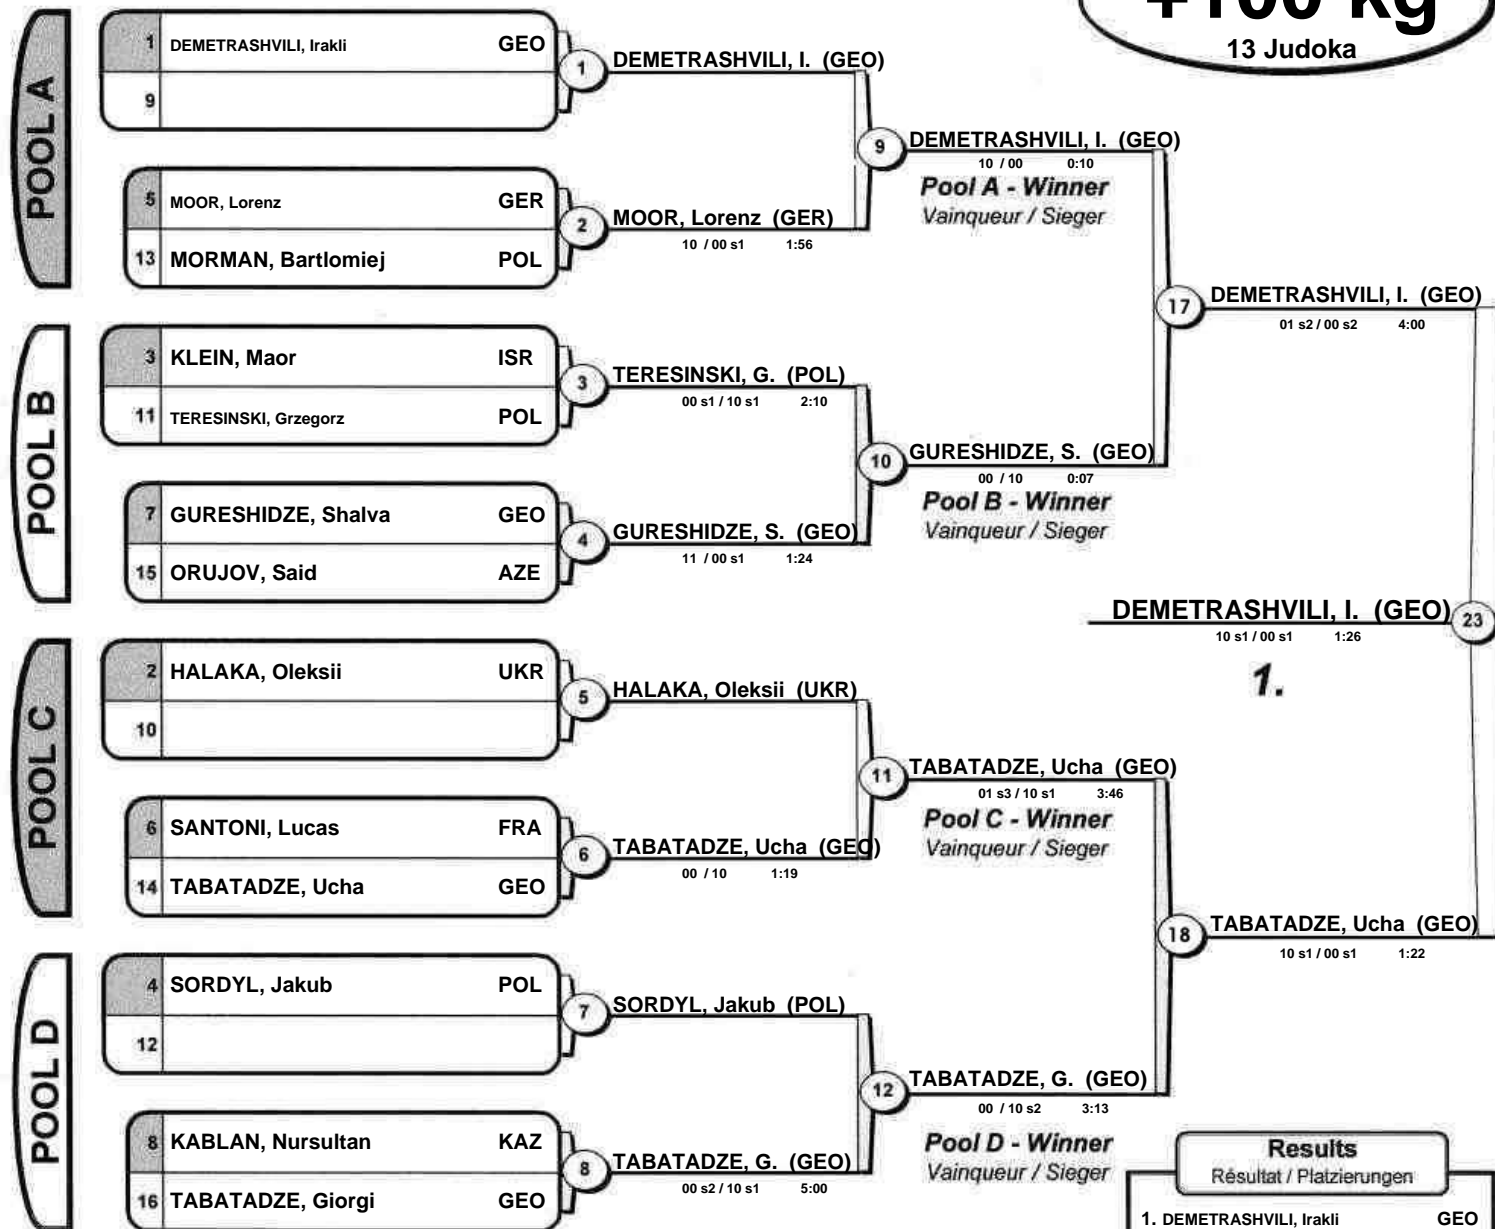 +100 kg
13 Judoka
POOL A
1 DEMETRASHVILI, Irakli GEO
9
1
DEMETRASHVILI, I. (GEO)
5 MOOR, Lorenz GER
13 MORMAN, Bartlomiej POL
2
MOOR, Lorenz (GER)
10 / 00 s1 1:56
9
DEMETRASHVILI, I. (GEO)
10 / 00 0:10
Pool A - Winner
Vainqueur / Sieger
POOL B
3 KLEIN, Maor ISR
11 TERESINSKI, Grzegorz POL
3
TERESINSKI, G. (POL)
00 s1 / 10 s1 2:10
7 GURESHIDZE, Shalva GEO
15 ORUJOV, Said AZE
4
GURESHIDZE, S. (GEO)
11 / 00 s1 1:24
10
GURESHIDZE, S. (GEO)
00 / 10 0:07
Pool B - Winner
Vainqueur / Sieger
17
DEMETRASHVILI, I. (GEO)
01 s2 / 00 s2 4:00
DEMETRASHVILI, I. (GEO)
23
10 s1 / 00 s1 1:26
1.
POOL C
2 HALAKA, Oleksii UKR
10
5
HALAKA, Oleksii (UKR)
6 SANTONI, Lucas FRA
14 TABATADZE, Ucha GEO
6
TABATADZE, Ucha (GEO)
00 / 10 1:19
11
TABATADZE, Ucha (GEO)
01 s3 / 10 s1 3:46
Pool C - Winner
Vainqueur / Sieger
POOL D
4 SORDYL, Jakub POL
12
7
SORDYL, Jakub (POL)
8 KABLAN, Nursultan KAZ
16 TABATADZE, Giorgi GEO
8
TABATADZE, G. (GEO)
00 s2 / 10 s1 5:00
12
TABATADZE, G. (GEO)
00 / 10 s2 3:13
Pool D - Winner
Vainqueur / Sieger
18
TABATADZE, Ucha (GEO)
10 s1 / 00 s1 1:22
Results
Résultat / Platzierungen
1. DEMETRASHVILI, Irakli GEO